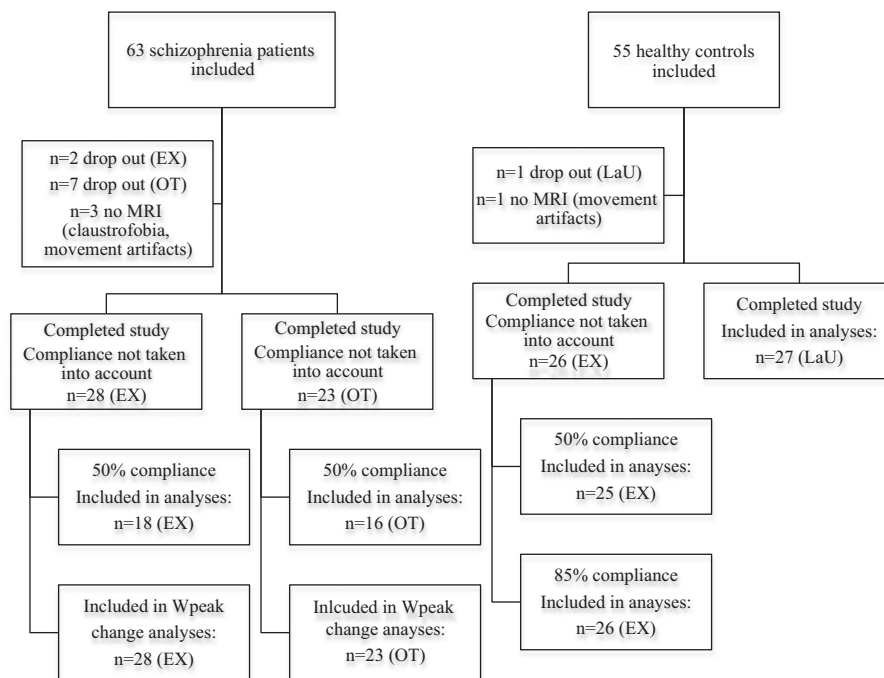 63 schizophrenia patients
included
55 healthy controls
included
n=2 drop out (EX)
n=7 drop out (OT)
n=3 no MRI
(claustrofobia,
movement artifacts)
n=1 drop out (LaU)
n=1 no MRI (movement
artifacts)
Completed study
Compliance not taken
into account
n=28 (EX)
Completed study
Compliance not taken
into account
n=23 (OT)
Completed study
Compliance not taken
into account
n=26 (EX)
Completed study
Included in analyses:
n=27 (LaU)
50% compliance
Included in analyses:
n=18 (EX)
50% compliance
Included in analyses:
n=16 (OT)
50% compliance
Included in anayses:
n=25 (EX)
85% compliance
Included in anayses:
n=26 (EX)
Included in Wpeak
change analyses:
n=28 (EX)
Inlcuded in Wpeak
change anayses:
n=23 (OT)